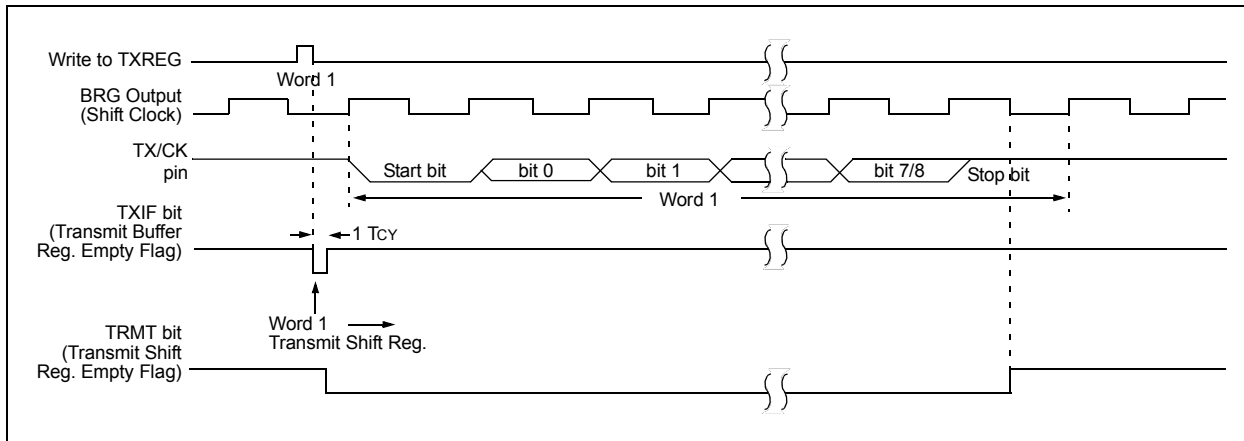 Write to TXREG
Word 1
BRG Output
(Shift Clock)
TX/CK
pin
Start bit
bit 0
bit 1
bit 7/8
Stop bit
Word 1
TXIF bit
(Transmit Buffer
Reg. Empty Flag)
1 TCY
Word 1
Transmit Shift Reg.
TRMT bit
(Transmit Shift
Reg. Empty Flag)